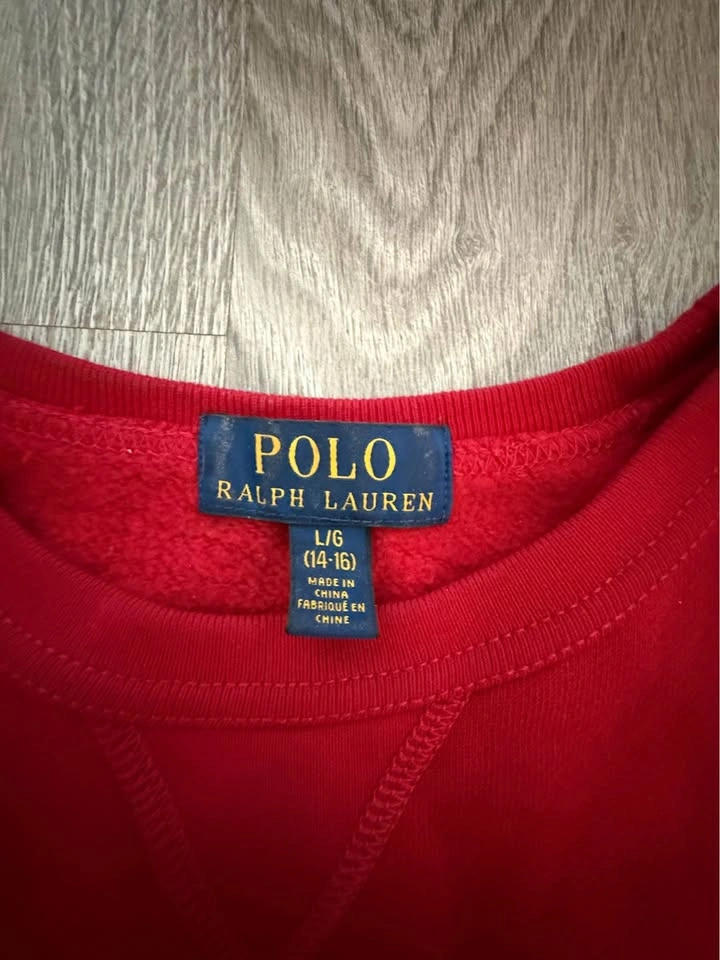 POLO
RALPH LAUREN
L/G
(14-16)
MADE IN
CHINA
FABRIQUÉ EN
CHINE